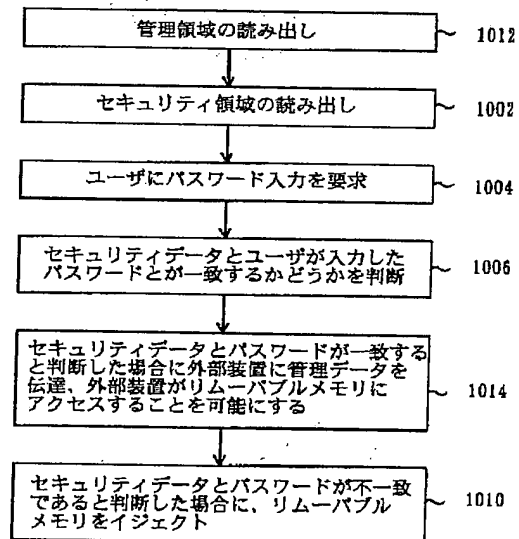 管理領域の読み出し
1012
セキュリティ領域の読み出し
1002
ユーザにパスワード入力を要求
1004
セキュリティデータとユーザが入力した
パスワードとが一致するかどうかを判断
1006
セキュリティデータとパスワードが一致する
と判断した場合に外部装置に管理データを
伝達、外部装置がリムーバブルメモリに
アクセスすることを可能にする
1014
セキュリティデータとパスワードが不一致
であると判断した場合に、リムーバブル
メモリをイジェクト
1010